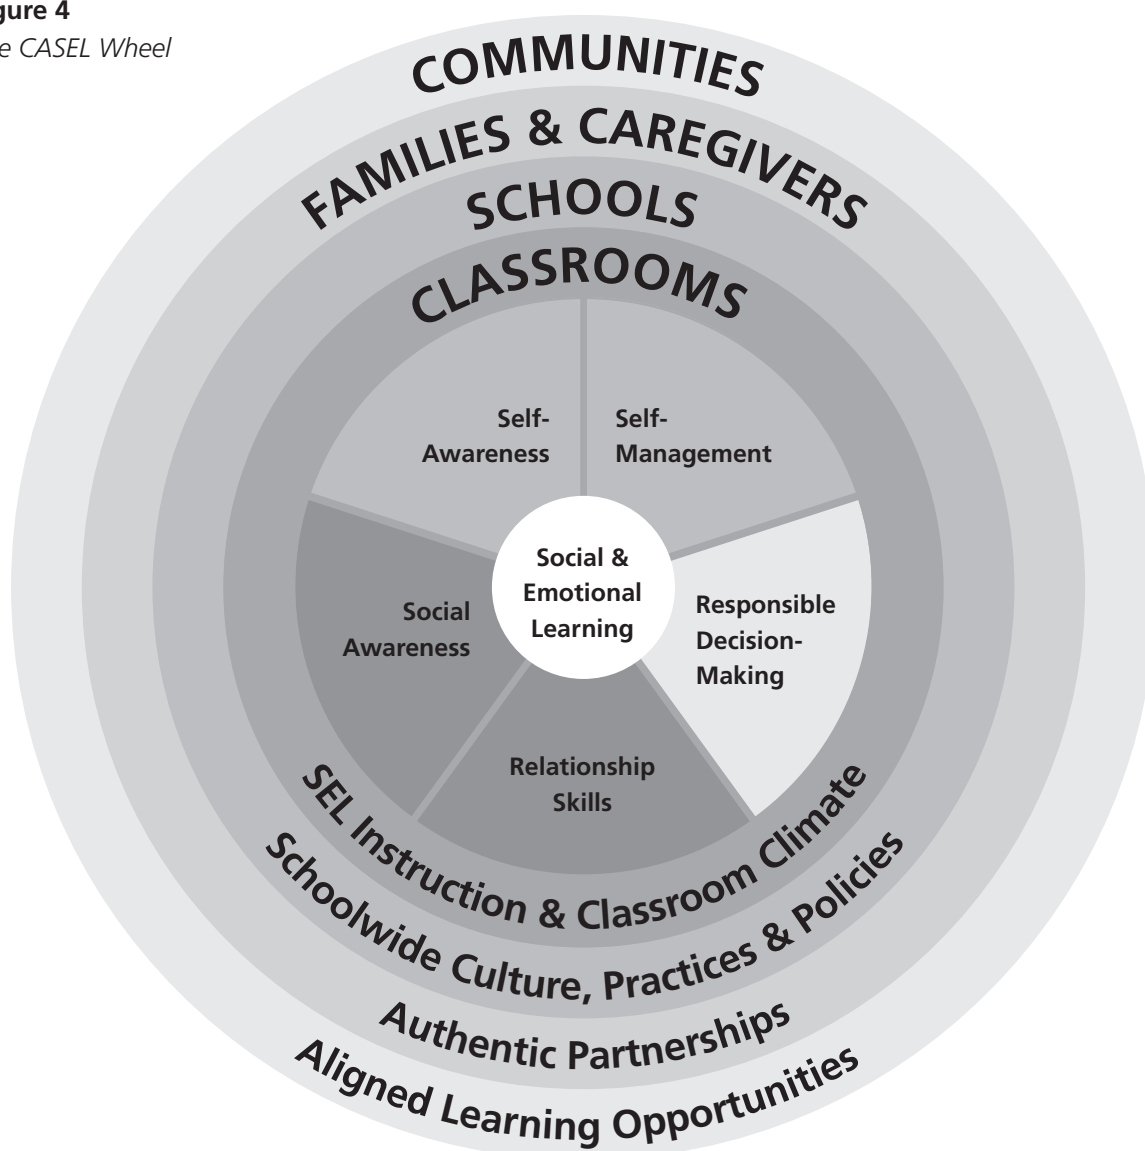 gure 4
e CASEL Wheel
COMMUNITIES
FAMILIES & CAREGIVERS
SCHOOLS
CLASSROOMS
Self-
Awareness
Self-
Management
Social &
Emotional
Learning
Social
Awareness
Responsible
Decision-
Making
Relationship
Skills
SEL Instruction & Classroom Climate
Schoolwide Culture, Practices & Policies
Authentic Partnerships
Aligned Learning Opportunities